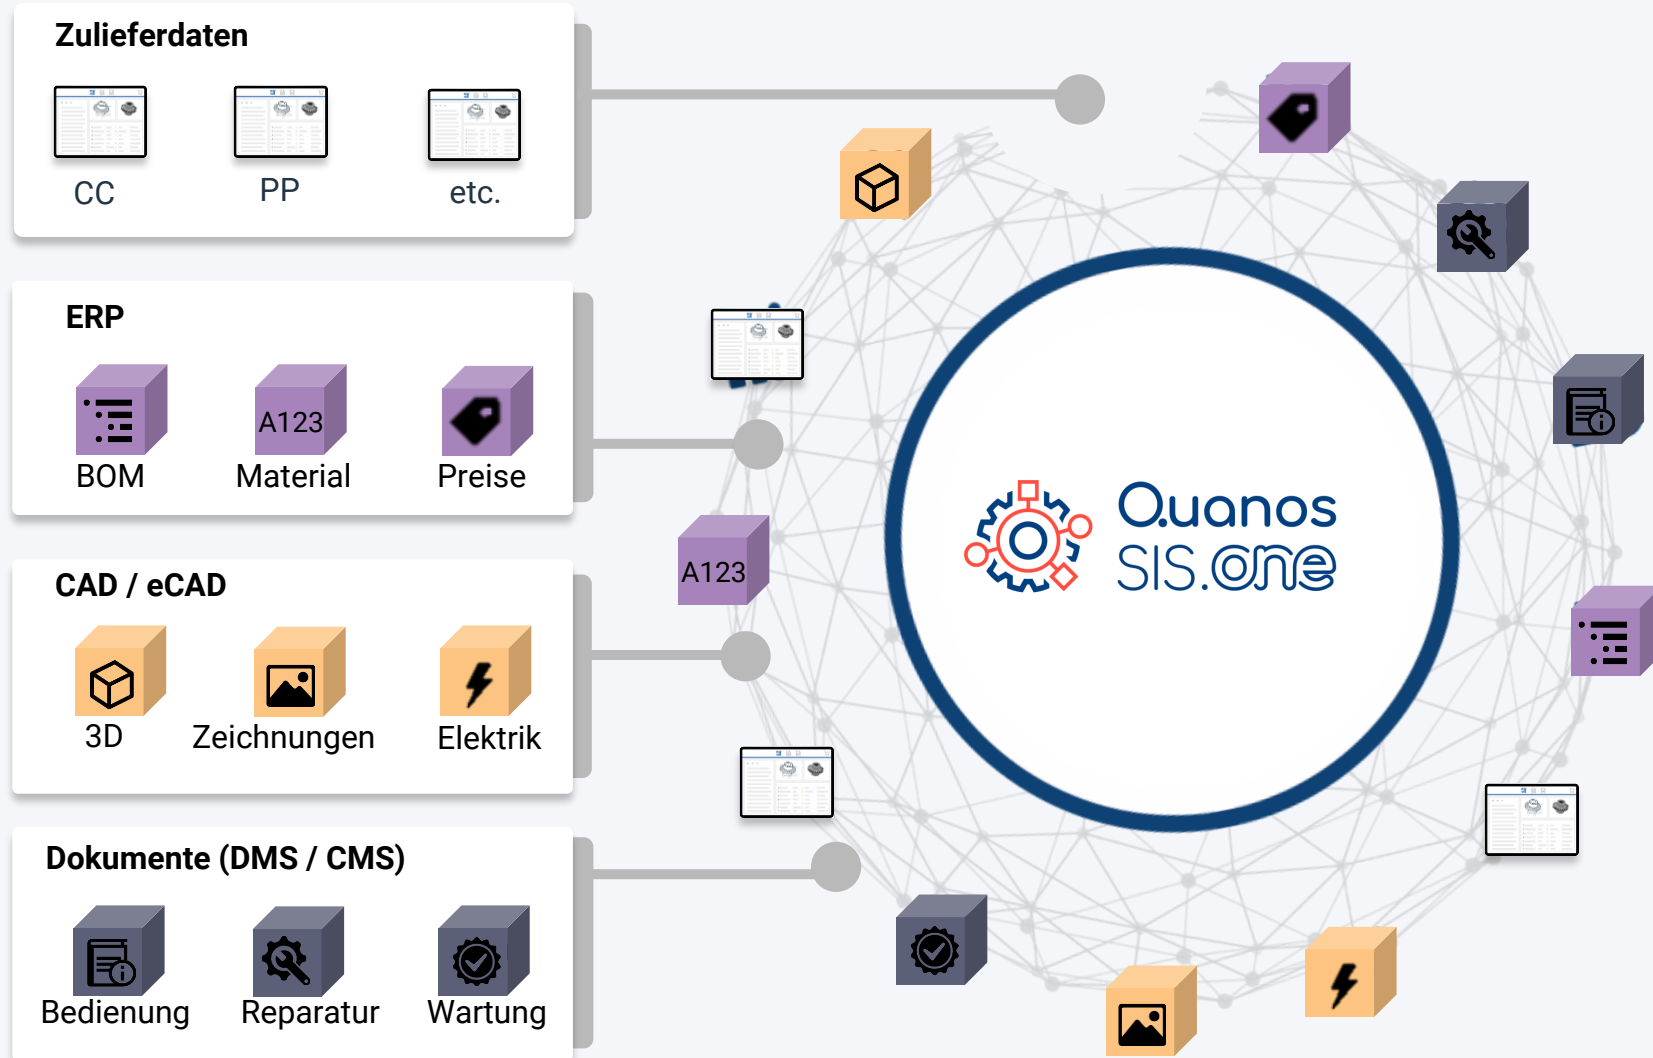 Zulieferdaten
CC
PP
etc.
ERP
A123
BOM
Material
Preise
CAD / eCAD
3D
Zeichnungen
Elektrik
Dokumente (DMS / CMS)
Bedienung
Reparatur
Wartung
A123
Quanos
SIS.one